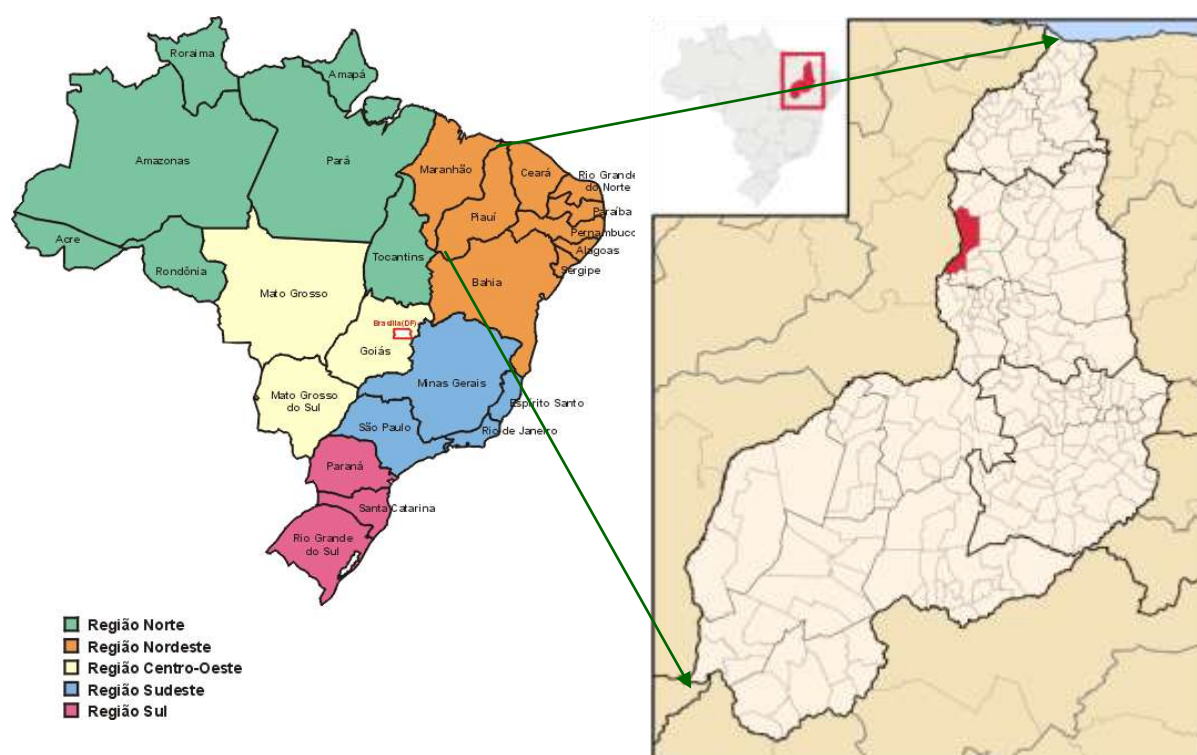 Roraima
Amapá
Amazonas
Pará
Maranhão
Ceará
Rio Grande
do Norte
Piauí
Paraíba
Pernambuco
Acre
Alagoas
Sergipe
Rondônia
Tocantins
Bahia
Mato Grosso
Brasília(DF)
Goiás
Minas Gerais
Mato Grosso
do Sul
Espírito Santo
São Paulo
Rio de Janeiro
Paraná
Santa Catarina
Rio Grande
do Sul
Região Norte
Região Nordeste
Região Centro-Oeste
Região Sudeste
Região Sul